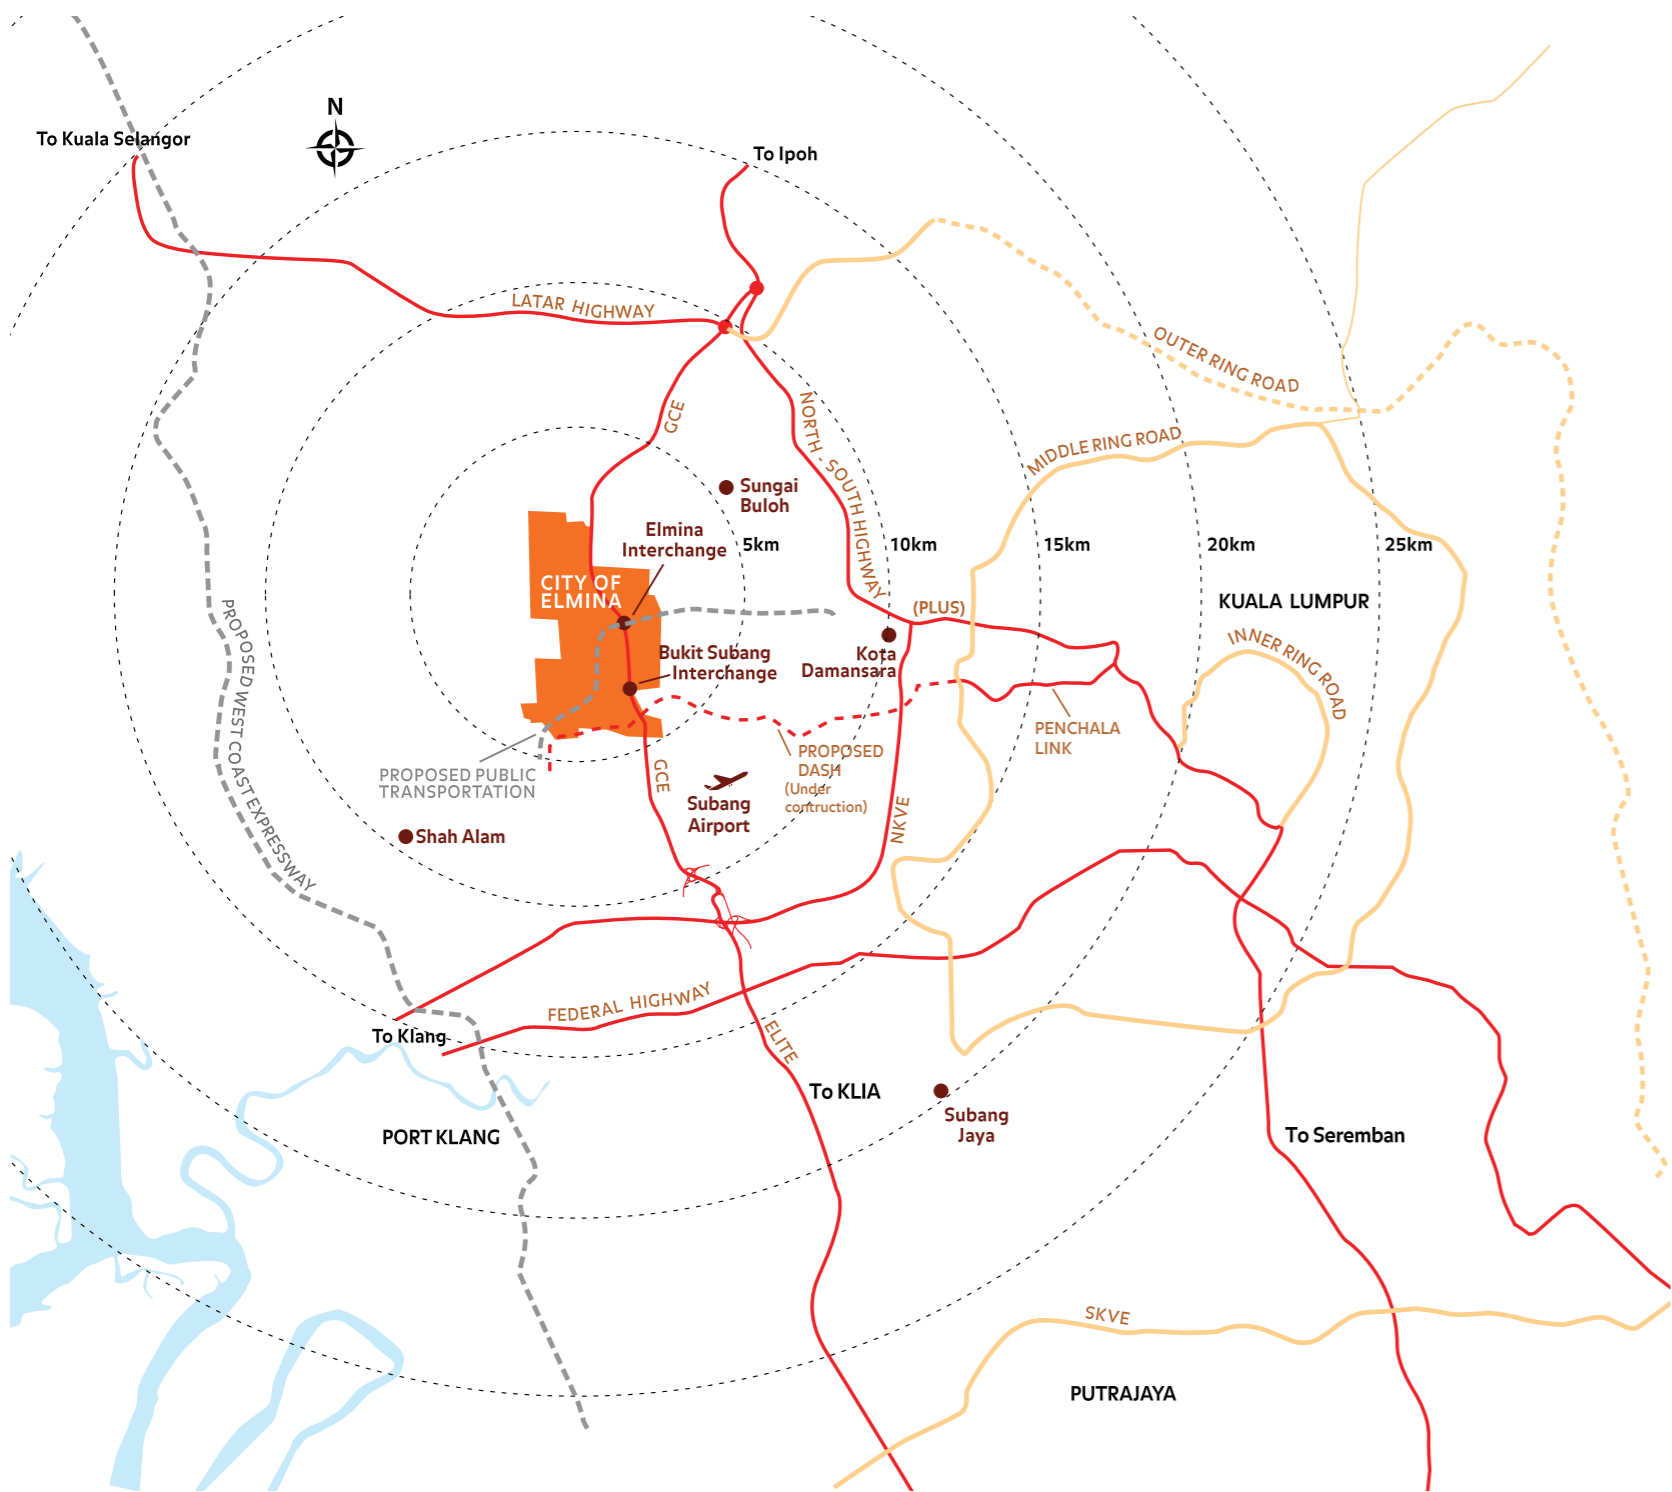 N
To Kuala Selangor
To Ipoh
LATAR HIGHWAY
OUTER RING ROAD
GCE
NORTH - SOUTH HIGHWAY
MIDDLE RING ROAD
Sungai
Buloh
Elmina
Interchange
5km
10km
15km
20km
25km
CITY OF
ELMINA
(PLUS)
KUALA LUMPUR
INNER RING ROAD
Kota
Damansara
Bukit Subang
Interchange
PROPOSED WEST COAST EXPRESSWAY
PENCHALA
LINK
PROPOSED
DASH
(Under
contruction)
PROPOSED PUBLIC
TRANSPORTATION
GCE
Subang
Airport
NKVE
Shah Alam
FEDERAL HIGHWAY
To Klang
ELITE
To KLIA
Subang
Jaya
PORT KLANG
To Seremban
SKVE
PUTRAJAYA